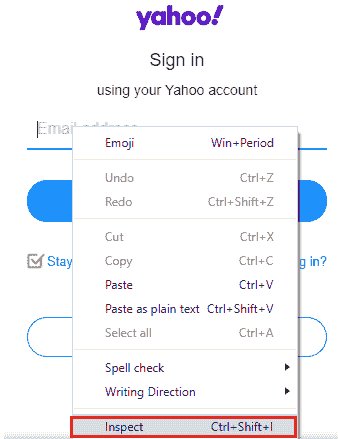 yahoo!
Sign in
using your Yahoo account
Email address
Emoji Win+Period
Undo Ctrl+Z
Redo Ctrl+Shift+Z
Cut Ctrl+X
Copy Ctrl+C
Stay
g in?
Paste Ctrl+V
Paste as plain text Ctrl+Shift+V
Select all Ctrl+A
Spell check
Writing Direction
Inspect Ctrl+Shift+I